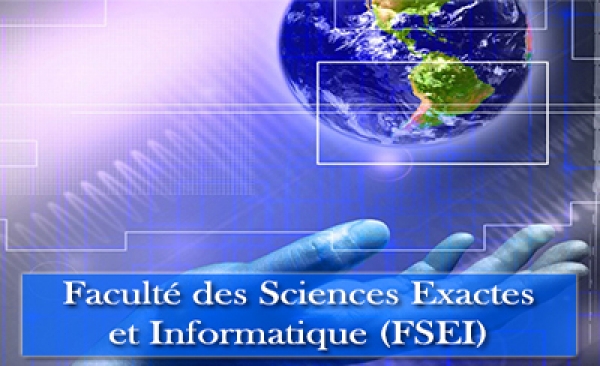 Faculté des Sciences Exactes
et Informatique (FSEI)